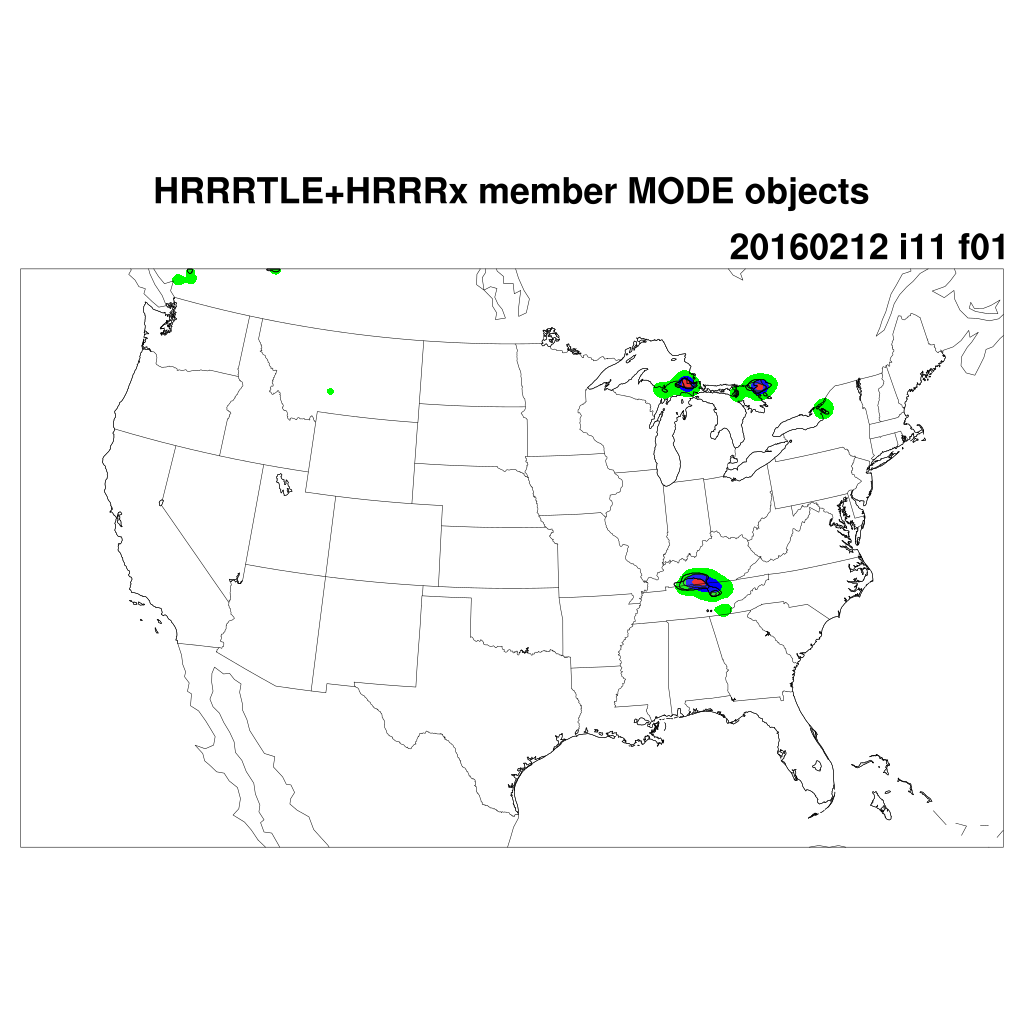 HRRRTLE+HRRRx member MODE objects
20160212 i11 f01